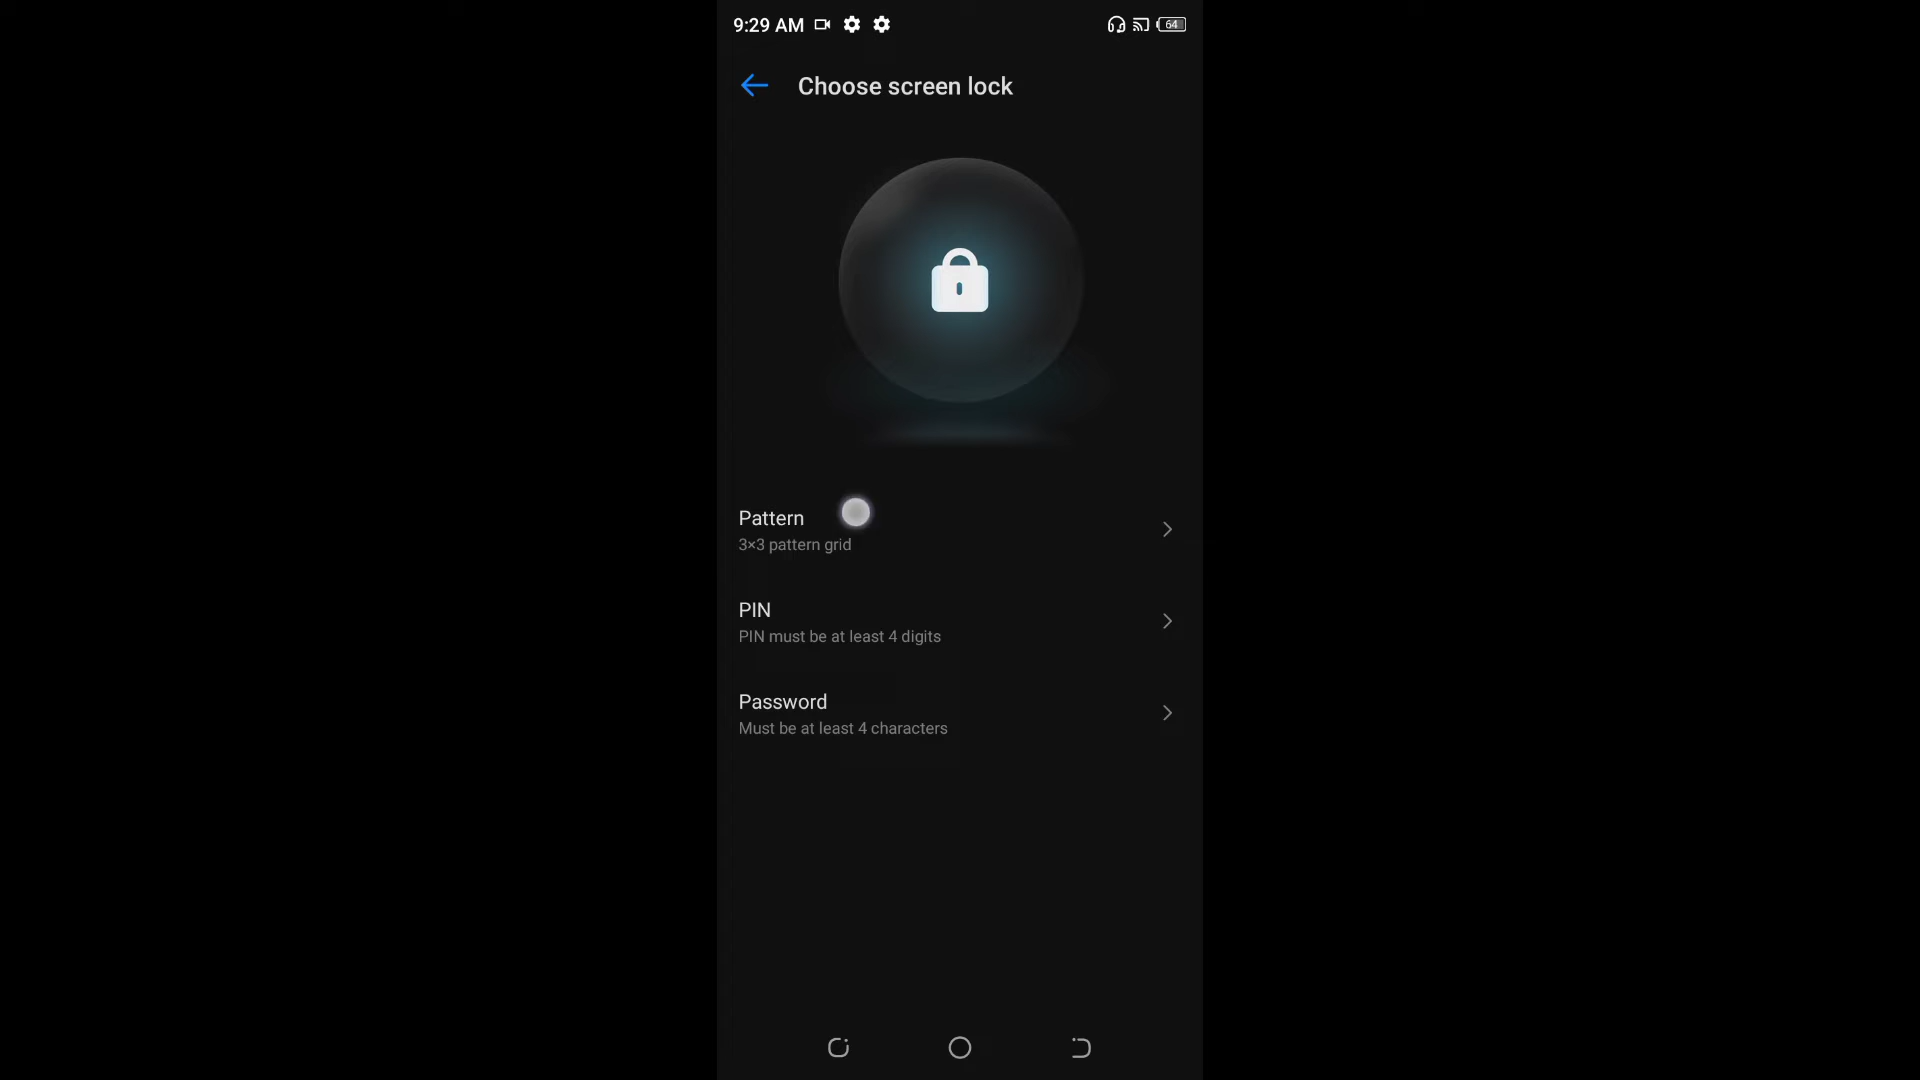 9:29 AM
64
Choose screen lock
Pattern
3×3 pattern grid
PIN
PIN must be at least 4 digits
Password
Must be at least 4 characters